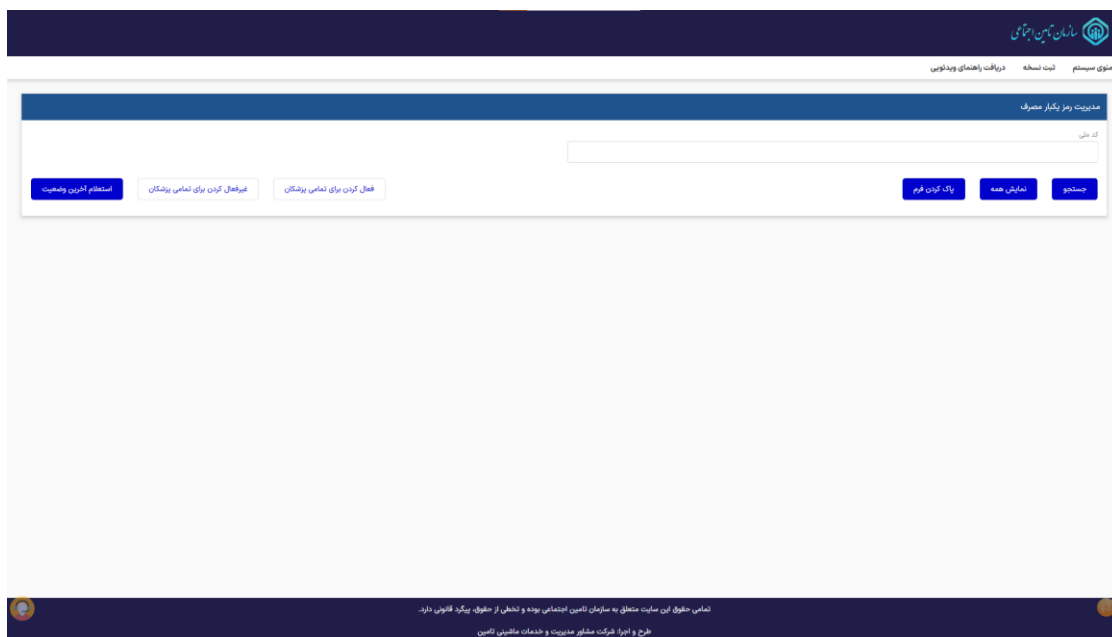 سازمان تأمین اجتماعی
منوی سیستم ثبت نسخه دریافت راهنمای ویدئویی
مدیریت رمز یکبار مصرف
کد ملی
جستجو نمایش همه پاک کردن فرم فعال کردن برای تمامی پزشکان غیرفعال کردن برای تمامی پزشکان استعلام آخرین وضعیت
تمامی حقوق این سایت متعلق به سازمان تامین اجتماعی بوده و تخطی از حقوق، پیگرد قانونی دارد.
طرح و اجرا: شرکت مشاور مدیریت و خدمات ماشینی تامین